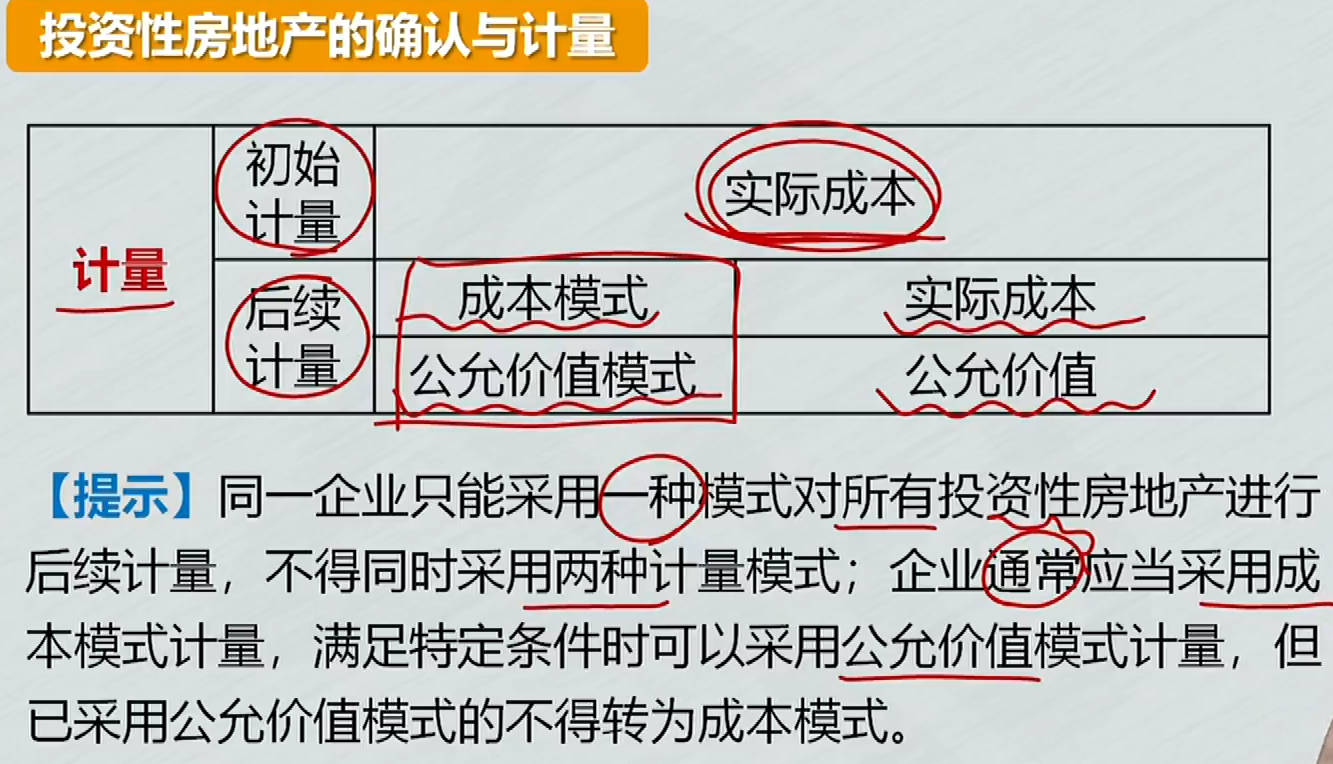 投资性房地产的确认与计量
计量
初始
计量
实际成本
后续
计量
成本模式
实际成本
公允价值模式
公允价值
【提示】同一企业只能采用一种模式对所有投资性房地产进行
后续计量，不得同时采用两种计量模式；企业通常应当采用成
本模式计量，满足特定条件时可以采用公允价值模式计量，但
已采用公允价值模式的不得转为成本模式。